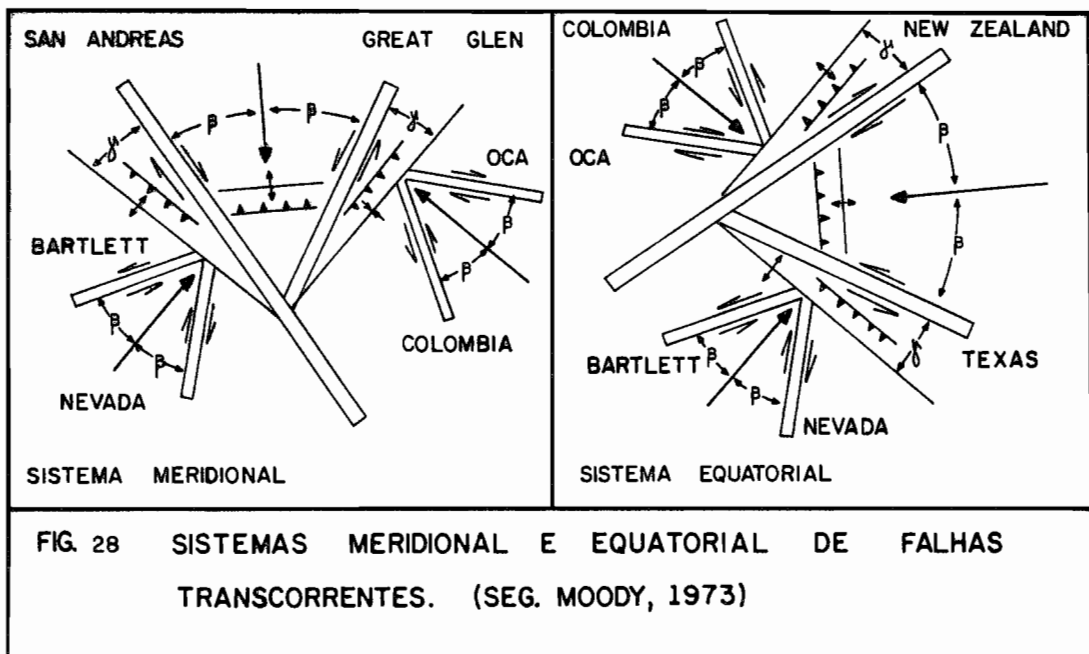 SAN ANDREAS
GREAT GLEN
γ
β
β
γ
OCA
β
β
BARTLETT
β
β
NEVADA
COLOMBIA
SISTEMA MERIDIONAL
COLOMBIA
NEW ZEALAND
β
β
γ
OCA
β
β
BARTLETT
β
β
γ
TEXAS
NEVADA
SISTEMA EQUATORIAL
FIG. 28 SISTEMAS MERIDIONAL E EQUATORIAL DE FALHAS
TRANSCORRENTES. (SEG. MOODY, 1973)